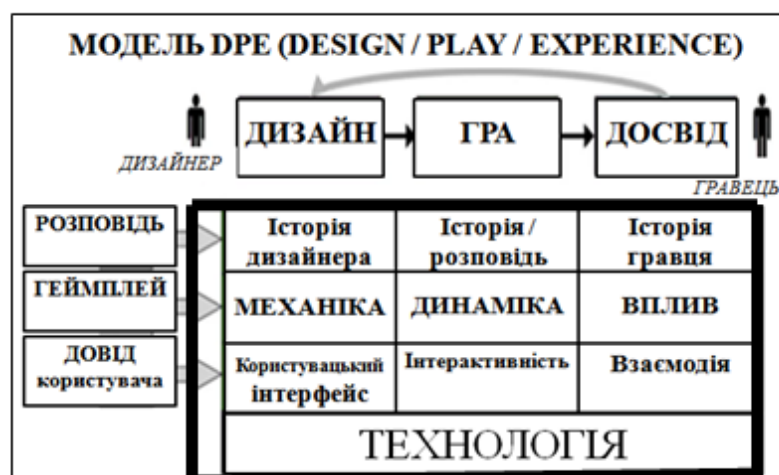 МОДЕЛЬ DPE (DESIGN / PLAY / EXPERIENCE)
ДИЗАЙН ГРА ДОСВІД
ДИЗАЙНЕР
ГРАВЕЦЬ
РОЗПОВІДЬ
Історія дизайнера
Історія / розповідь
Історія гравця
ГЕЙМПЛЕЙ
МЕХАНІКА
ДИНАМІКА
ВПЛИВ
ДОВІД
користувача
Користувацький
інтерфейс
Інтерактивність
Взаємодія
ТЕХНОЛОГІЯ